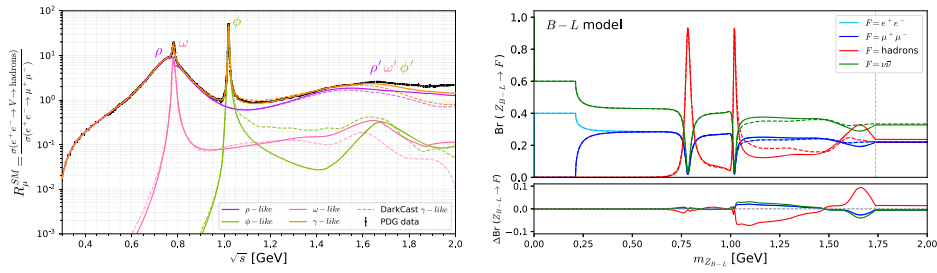 R_μ^{SM} = σ(e⁺e⁻→V→hadrons) / σ(e⁺e⁻→μ⁺μ⁻)
10²
10¹
10⁰
10⁻¹
10⁻²
10⁻³
ρ
ω
ϕ
ρ′ ω′ ϕ′
ρ−like
ω−like
DarkCast γ−like
ϕ−like
γ−like
PDG data
0.4
0.6
0.8
1.0
1.2
1.4
1.6
1.8
2.0
√s [GeV]
B−L model
F=e⁺e⁻
F=μ⁺μ⁻
F=hadrons
F=νν̄
Br (Z_{B−L} → F)
1.0
0.8
0.6
0.4
0.2
0.0
ΔBr (Z_{B−L} → F)
0.1
0.0
−0.1
0.00
0.25
0.50
0.75
1.00
1.25
1.50
1.75
2.00
m_{Z_{B−L}} [GeV]